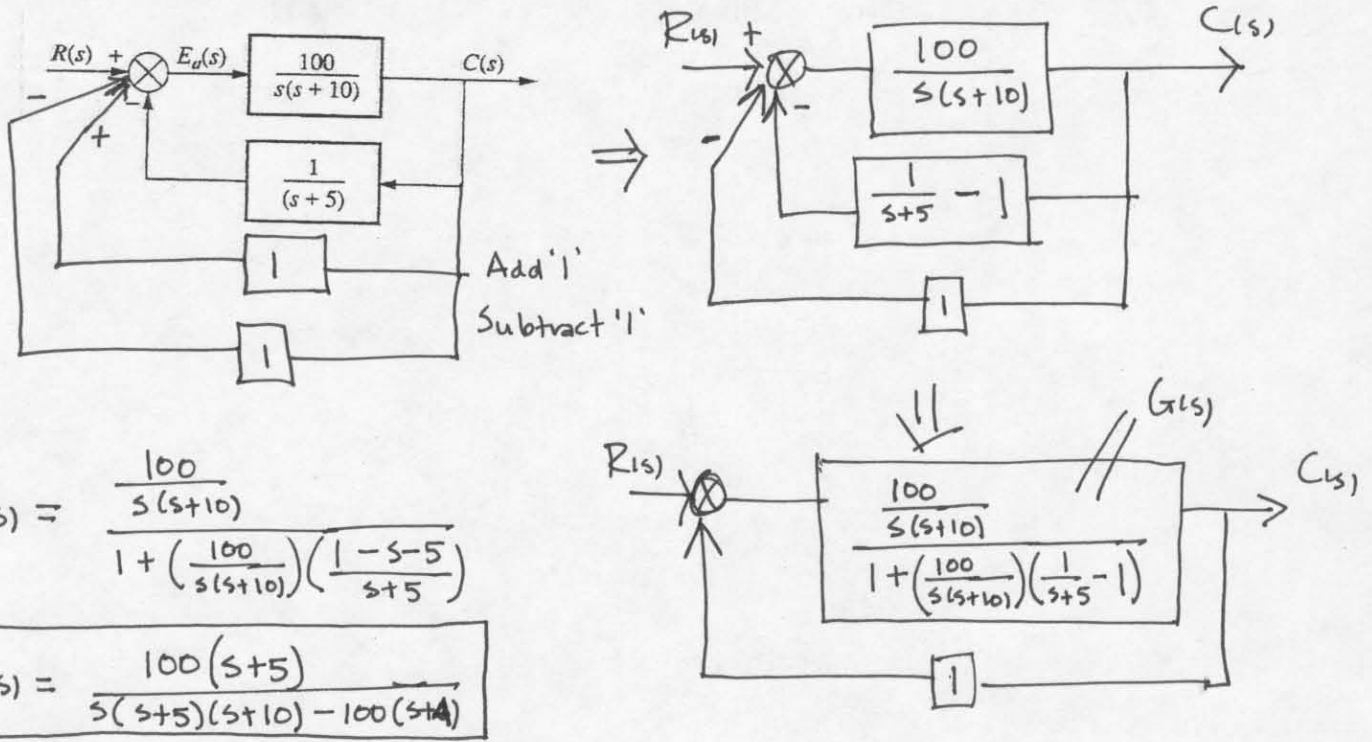 R(s) + E_a(s) 100/(s(s + 10)) C(s)
- + -
1/((s + 5))
1
Add '1'
Subtract '1'
1
⇒
R(s) + 100/(s(s+10)) C(s)
- -
1/(s+5) - 1
1
⇓
G(s)
R(s) (100/(s(s+10)))/(1+(100/(s(s+10)))(1/(s+5) - 1)) C(s)
1
s) = (100/(s(s+10)))/(1 + (100/(s(s+10)))((1-s-5)/(s+5)))
s) = 100(s+5)/(s(s+5)(s+10) - 100(s+4))